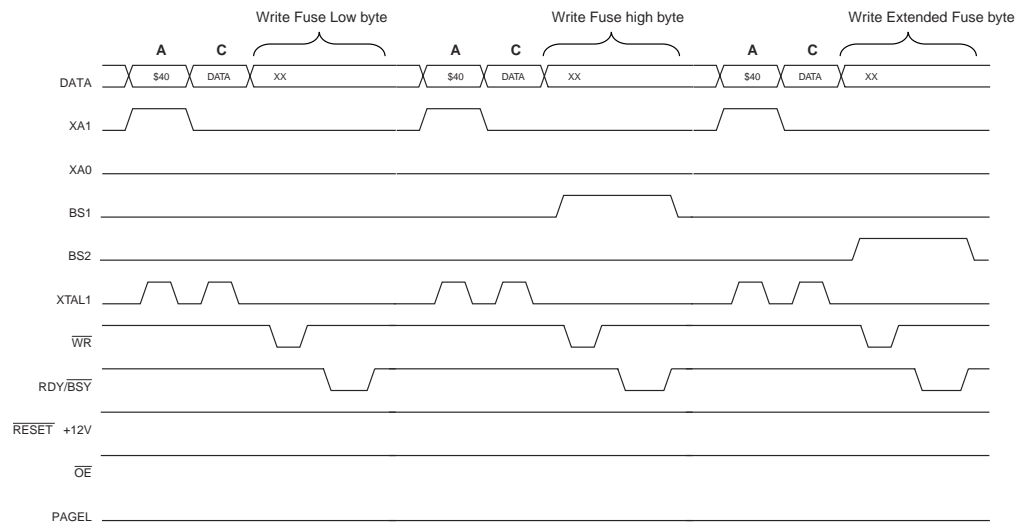 Write Fuse Low byte Write Fuse high byte Write Extended Fuse byte
A C A C A C
DATA $40 DATA XX $40 DATA XX $40 DATA XX
XA1
XA0
BS1
BS2
XTAL1
WR
RDY/BSY
RESET +12V
OE
PAGEL